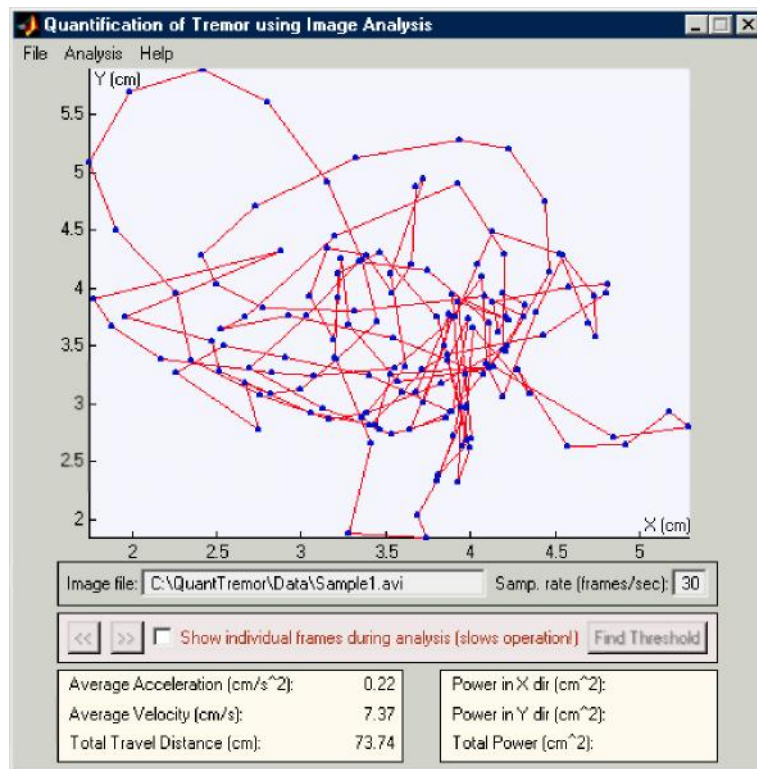 Quantification of Tremor using Image Analysis
File Analysis Help
Y (cm)
5.5
5
4.5
4
3.5
3
2.5
2
X (cm)
2 2.5 3 3.5 4 4.5 5
Image file: C:\QuantTremor\Data\Sample1.avi Samp. rate (frames/sec): 30
<< >> Show individual frames during analysis (slows operation!) Find Threshold
Average Acceleration (cm/s^2): 0.22 Power in X dir (cm^2):
Average Velocity (cm/s): 7.37 Power in Y dir (cm^2):
Total Travel Distance (cm): 73.74 Total Power (cm^2):